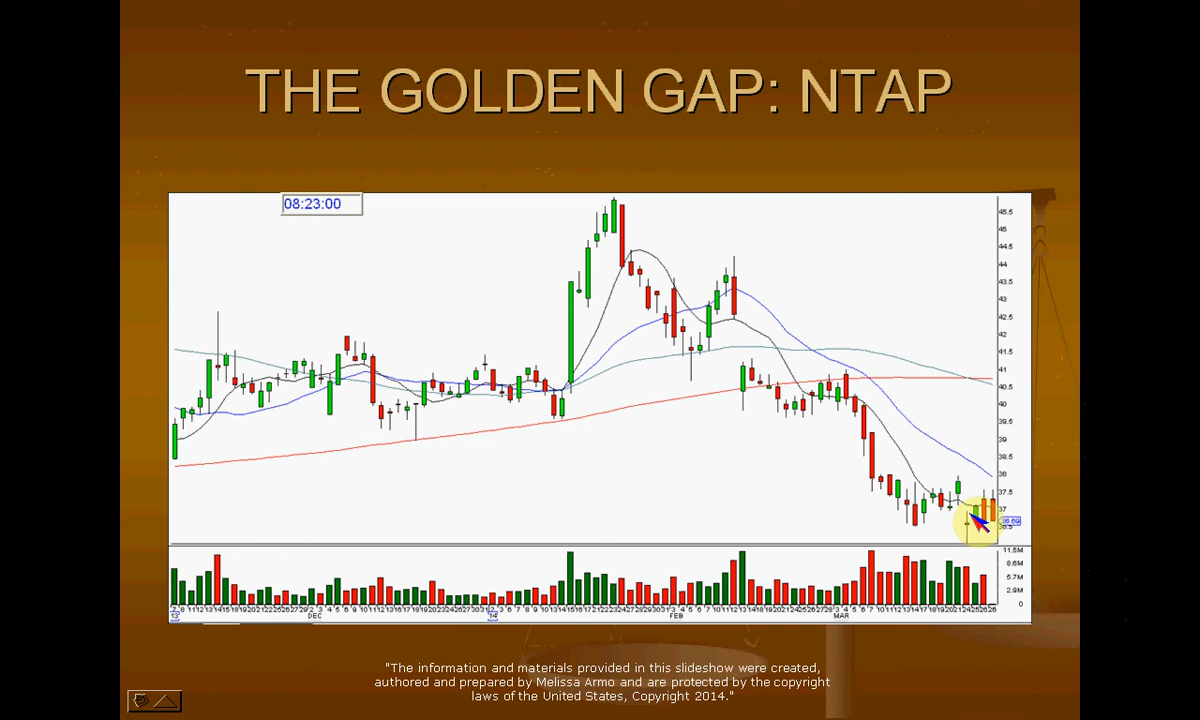 THE GOLDEN GAP: NTAP
08:23:00
45.5
45
44.5
44
43.5
43
42.5
42
41.5
41
40.5
40
39.5
39
38.5
38
37.5
37
36.69
11.5M
8.6M
5.7M
2.9M
0
DEC
14
FEB
MAR
"The information and materials provided in this slideshow were created,
authored and prepared by Melissa Armo and are protected by the copyright
laws of the United States, Copyright 2014."